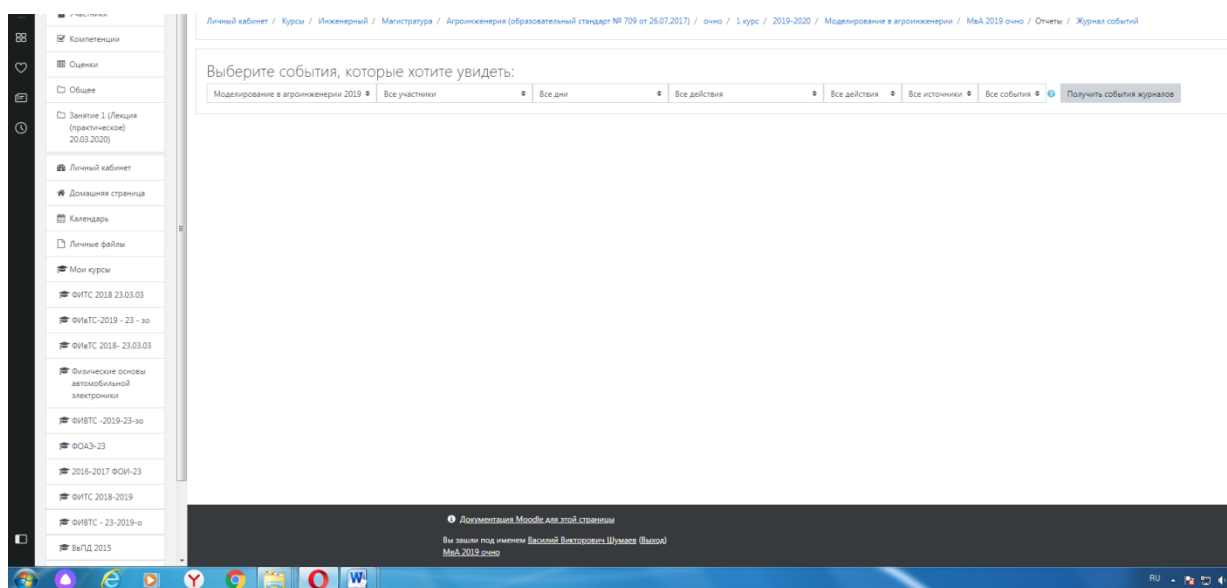 Участники
Личный кабинет / Курсы / Инженерный / Магистратура / Агроинженерия (образовательный стандарт № 709 от 26.07.2017) / очно / 1 курс / 2019-2020 / Моделирование в агроинженерии / МвА 2019 очно / Отчеты / Журнал событий
Компетенции
Оценки
Общее
Занятие 1 (Лекция
(практическое)
20.03.2020)
Личный кабинет
Домашняя страница
Календарь
Личные файлы
Мои курсы
ФИТС 2018 23.03.03
ФИвТС-2019 - 23 - зо
ФИвТС 2018- 23.03.03
Физические основы
автомобильной
электроники
ФИВТС -2019-23-зо
ФОАЭ-23
2016-2017 ФОИ-23
ФИТС 2018-2019
ФИВТС - 23-2019-о
ВвПД 2015
Выберите события, которые хотите увидеть:
Моделирование в агроинженерии 2019 Все участники Все дни Все действия Все действия Все источники Все события Получить события журналов
Документация Moodle для этой страницы
Вы зашли под именем Василий Викторович Шумаев (Выход)
МвА 2019 очно
RU